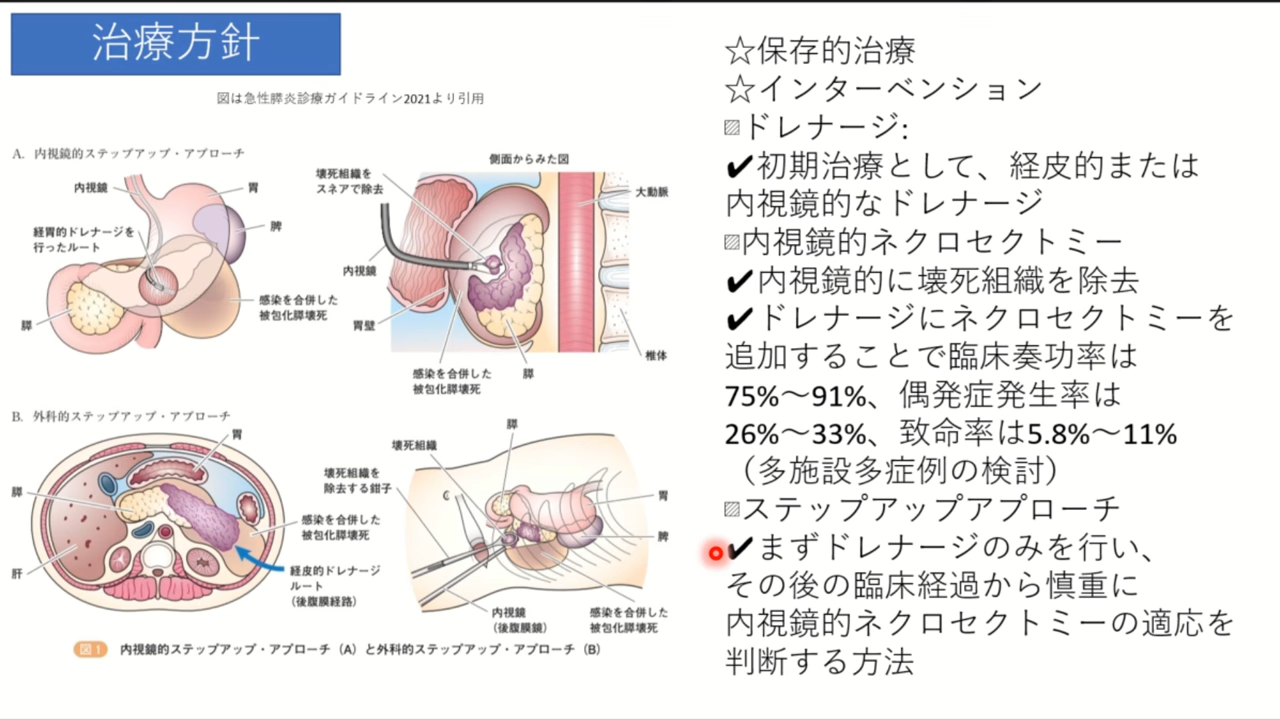 治療方針
図は急性膵炎診療ガイドライン2021より引用
A. 内視鏡的ステップアップ・アプローチ
内視鏡
胃
脾
経胃的ドレナージを
行ったルート
感染を合併した
被包化膵壊死
膵
側面からみた図
壊死組織を
スネアで除去
大動脈
内視鏡
胃壁
椎体
感染を合併した
被包化膵壊死
膵
B. 外科的ステップアップ・アプローチ
胃
膵
感染を合併した
被包化膵壊死
肝
経皮的ドレナージ
ルート
(後腹膜経路)
膵
壊死組織
壊死組織を
除去する鉗子
胃
脾
内視鏡
(後腹膜鏡)
感染を合併した
被包化膵壊死
図1 内視鏡的ステップアップ・アプローチ(A)と外科的ステップアップ・アプローチ(B)
☆保存的治療
☆インターベンション
▨ドレナージ:
✔初期治療として、経皮的または
内視鏡的なドレナージ
▨内視鏡的ネクロセクトミー
✔内視鏡的に壊死組織を除去
✔ドレナージにネクロセクトミーを
追加することで臨床奏功率は
75%～91%、偶発症発生率は
26%～33%、致命率は5.8%～11%
(多施設多症例の検討)
▨ステップアップアプローチ
✔まずドレナージのみを行い、
その後の臨床経過から慎重に
内視鏡的ネクロセクトミーの適応を
判断する方法